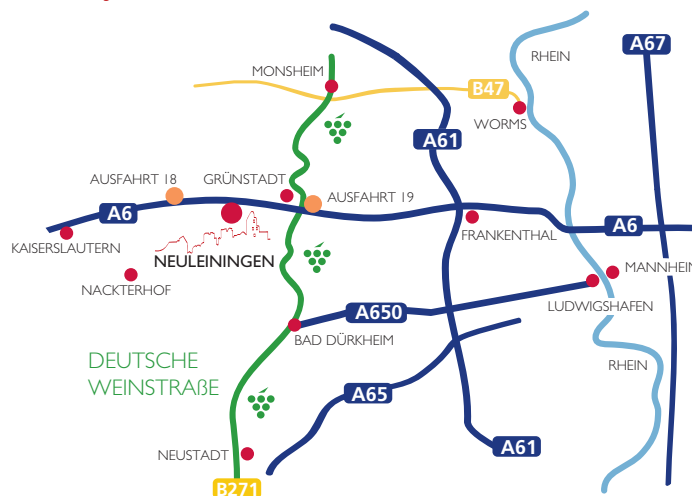 A67
RHEIN
MONSHEIM
B47
WORMS
A61
AUSFAHRT 18
GRÜNSTADT
AUSFAHRT 19
A6
FRANKENTHAL
A6
KAISERSLAUTERN
NEULEININGEN
MANNHEIM
NACKTERHOF
LUDWIGSHAFEN
A650
BAD DÜRKHEIM
DEUTSCHE
WEINSTRAßE
RHEIN
A65
NEUSTADT
A61
B271